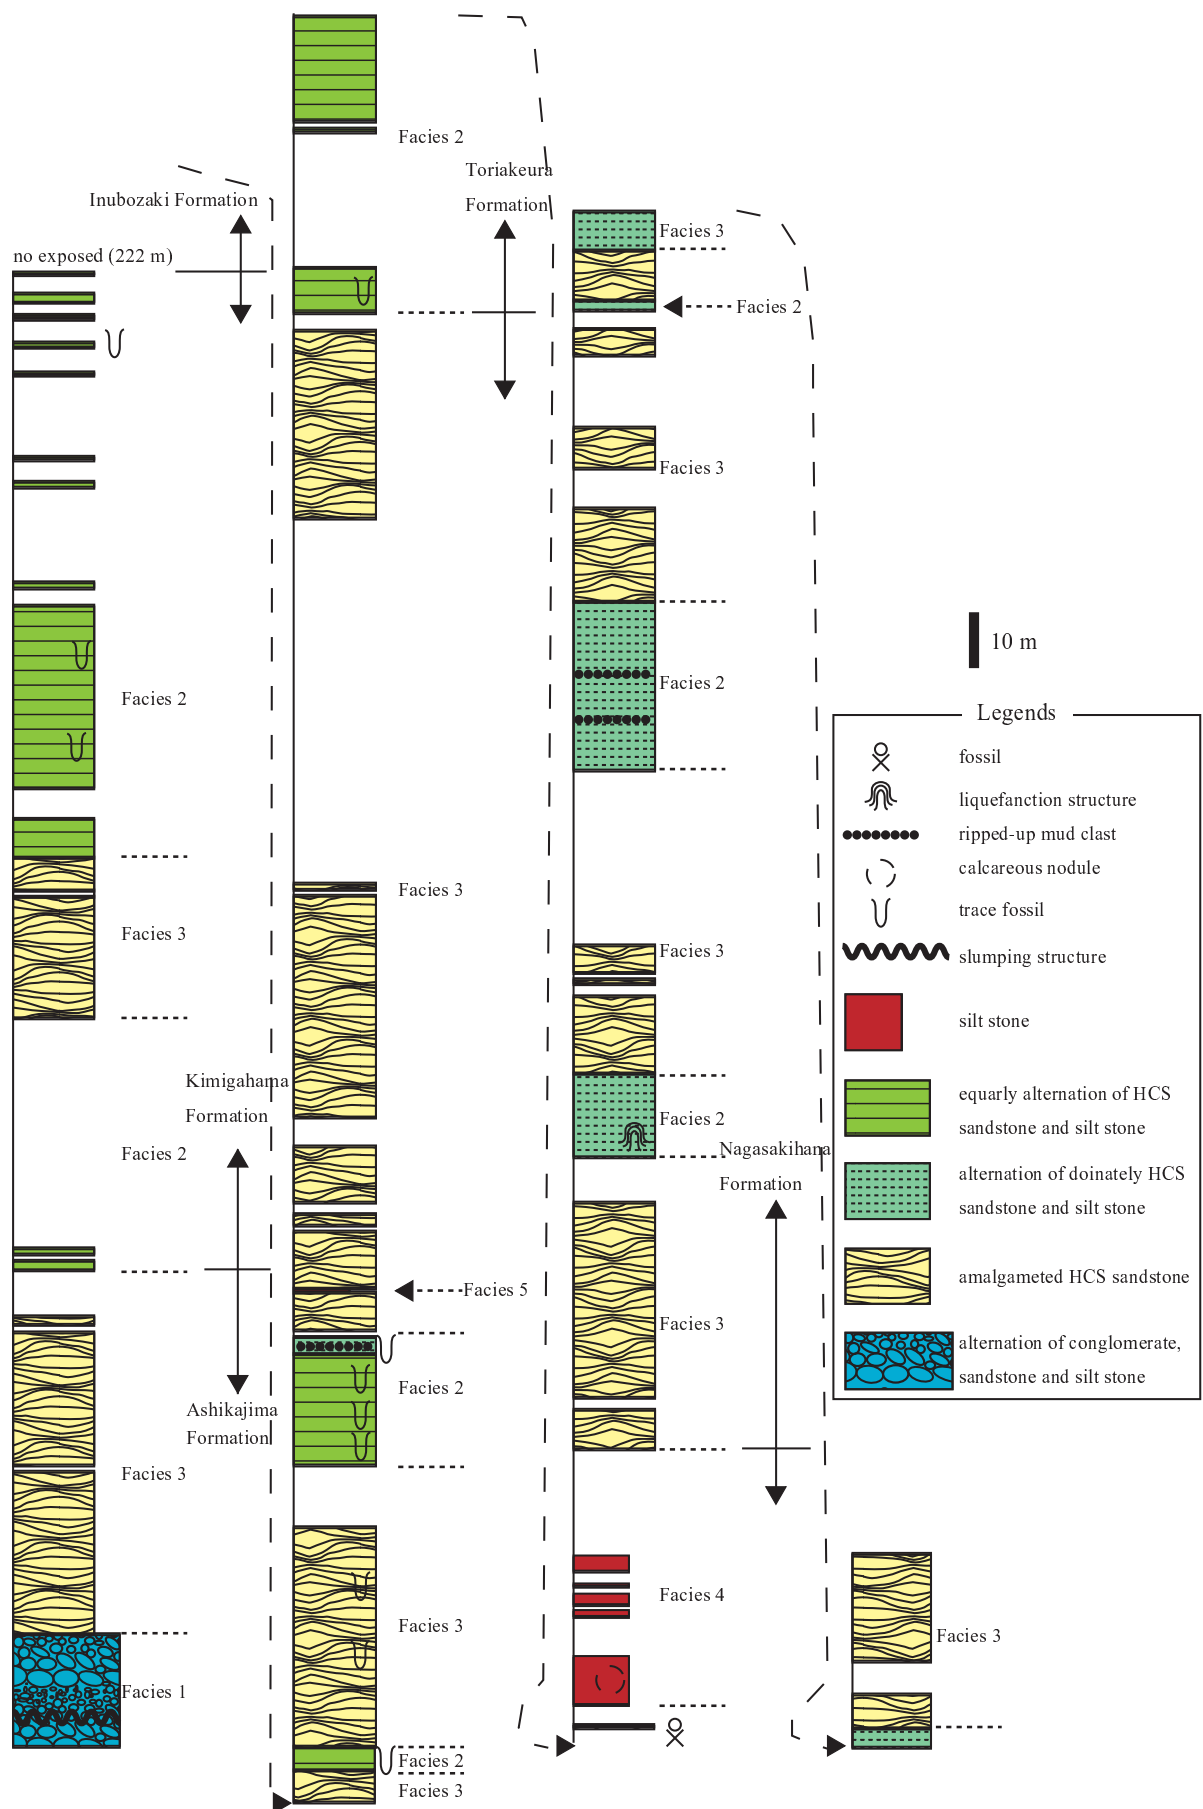 Inubozaki Formation
no exposed (222 m)
Facies 2
Facies 3
Kimigahama
Formation
Facies 2
Ashikajima
Formation
Facies 3
Facies 1
Facies 2
Toriakeura
Formation
Facies 3
Facies 5
Facies 2
Facies 3
Facies 2
Facies 3
Facies 3
Facies 2
Facies 3
Facies 2
Facies 3
Facies 2
Nagasakihana
Formation
Facies 3
Facies 4
Facies 3
10 m
Legends
fossil
liquefanction structure
ripped-up mud clast
calcareous nodule
trace fossil
slumping structure
silt stone
equarly alternation of HCS
sandstone and silt stone
alternation of doinately HCS
sandstone and silt stone
amalgameted HCS sandstone
alternation of conglomerate,
sandstone and silt stone